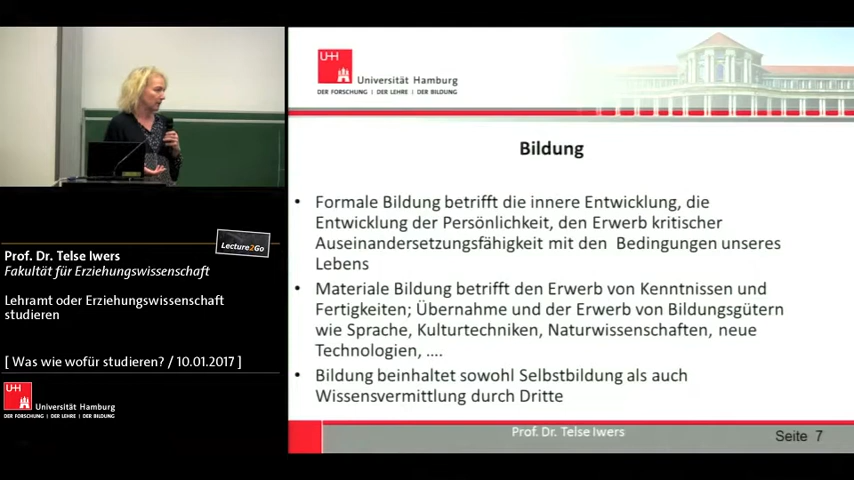 Prof. Dr. Telse Iwers
Fakultät für Erziehungswissenschaft
Lecture2Go
Lehramt oder Erziehungswissenschaft
studieren
[ Was wie wofür studieren? / 10.01.2017 ]
UH
Universität Hamburg
DER FORSCHUNG | DER LEHRE | DER BILDUNG
UH
Universität Hamburg
DER FORSCHUNG | DER LEHRE | DER BILDUNG
Bildung
• Formale Bildung betrifft die innere Entwicklung, die
Entwicklung der Persönlichkeit, den Erwerb kritischer
Auseinandersetzungsfähigkeit mit den Bedingungen unseres
Lebens
• Materiale Bildung betrifft den Erwerb von Kenntnissen und
Fertigkeiten; Übernahme und der Erwerb von Bildungsgütern
wie Sprache, Kulturtechniken, Naturwissenschaften, neue
Technologien, ....
• Bildung beinhaltet sowohl Selbstbildung als auch
Wissensvermittlung durch Dritte
Prof. Dr. Telse Iwers
Seite 7